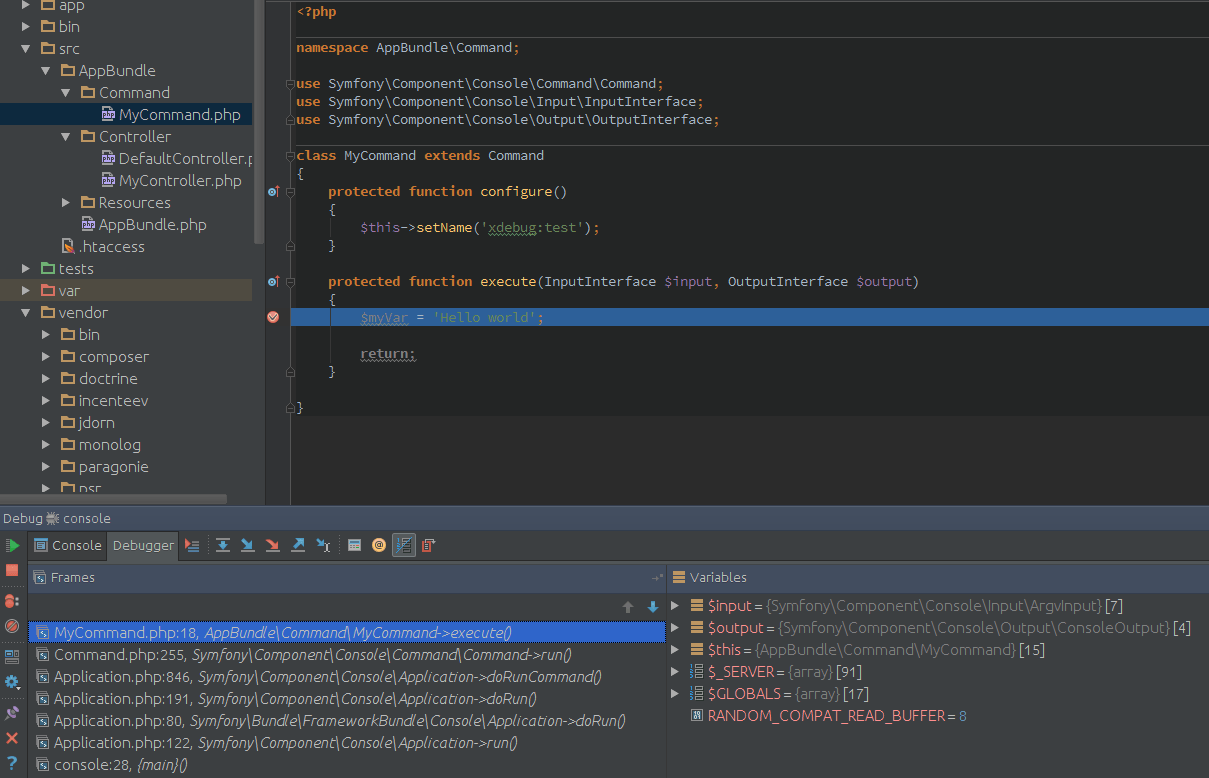 app
bin
src
AppBundle
Command
MyCommand.php
Controller
DefaultController.p
MyController.php
Resources
AppBundle.php
.htaccess
tests
var
vendor
bin
composer
doctrine
incenteev
jdorn
monolog
paragonie
psr
<?php
namespace AppBundle\Command;
use Symfony\Component\Console\Command\Command;
use Symfony\Component\Console\Input\InputInterface;
use Symfony\Component\Console\Output\OutputInterface;
class MyCommand extends Command
{
protected function configure()
{
$this->setName('xdebug:test');
}
protected function execute(InputInterface $input, OutputInterface $output)
{
$myVar = 'Hello world';
return;
}
}
Debug console
Console Debugger
Frames
MyCommand.php:18, AppBundle\Command\MyCommand->execute()
Command.php:255, Symfony\Component\Console\Command\Command->run()
Application.php:846, Symfony\Component\Console\Application->doRunCommand()
Application.php:191, Symfony\Component\Console\Application->doRun()
Application.php:80, Symfony\Bundle\FrameworkBundle\Console\Application->doRun()
Application.php:122, Symfony\Component\Console\Application->run()
console:28, {main}()
Variables
$input = {Symfony\Component\Console\Input\ArgvInput} [7]
$output = {Symfony\Component\Console\Output\ConsoleOutput} [4]
$this = {AppBundle\Command\MyCommand} [15]
$_SERVER = {array} [91]
$GLOBALS = {array} [17]
RANDOM_COMPAT_READ_BUFFER = 8